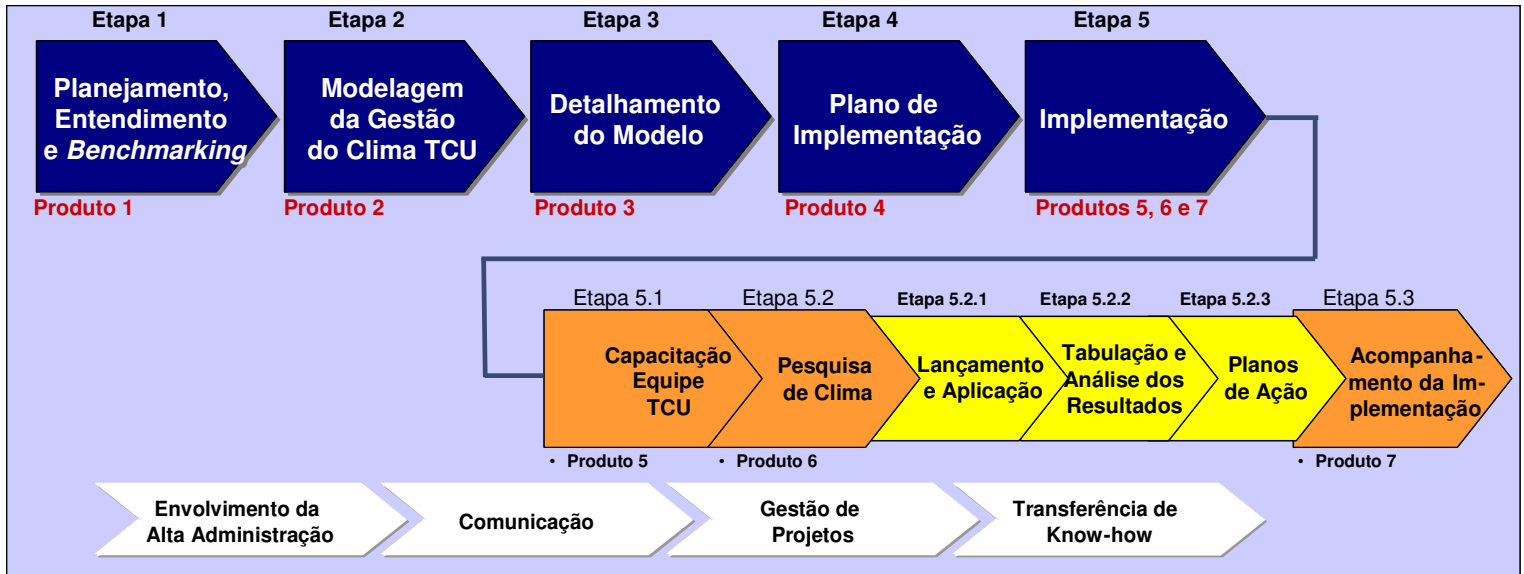 Etapa 1
Etapa 2
Etapa 3
Etapa 4
Etapa 5
Planejamento,
Entendimento
e Benchmarking
Modelagem
da Gestão
do Clima TCU
Detalhamento
do Modelo
Plano de
Implementação
Implementação
Produto 1
Produto 2
Produto 3
Produto 4
Produtos 5, 6 e 7
Etapa 5.1
Etapa 5.2
Etapa 5.2.1
Etapa 5.2.2
Etapa 5.2.3
Etapa 5.3
Capacitação
Equipe
TCU
Pesquisa
de Clima
Lançamento
e Aplicação
Tabulação e
Análise dos
Resultados
Planos
de Ação
Acompanha-
mento da Im-
plementação
• Produto 5
• Produto 6
• Produto 7
Envolvimento da
Alta Administração
Comunicação
Gestão de
Projetos
Transferência de
Know-how